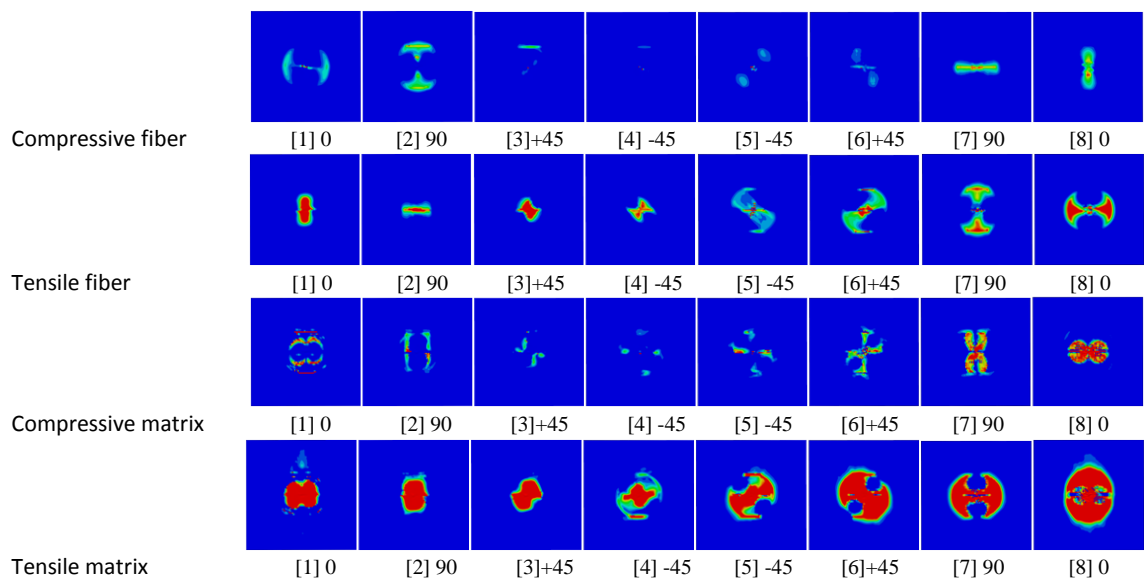 Compressive fiber [1] 0 [2] 90 [3]+45 [4] -45 [5] -45 [6]+45 [7] 90 [8] 0
Tensile fiber [1] 0 [2] 90 [3]+45 [4] -45 [5] -45 [6]+45 [7] 90 [8] 0
Compressive matrix [1] 0 [2] 90 [3]+45 [4] -45 [5] -45 [6]+45 [7] 90 [8] 0
Tensile matrix [1] 0 [2] 90 [3]+45 [4] -45 [5] -45 [6]+45 [7] 90 [8] 0